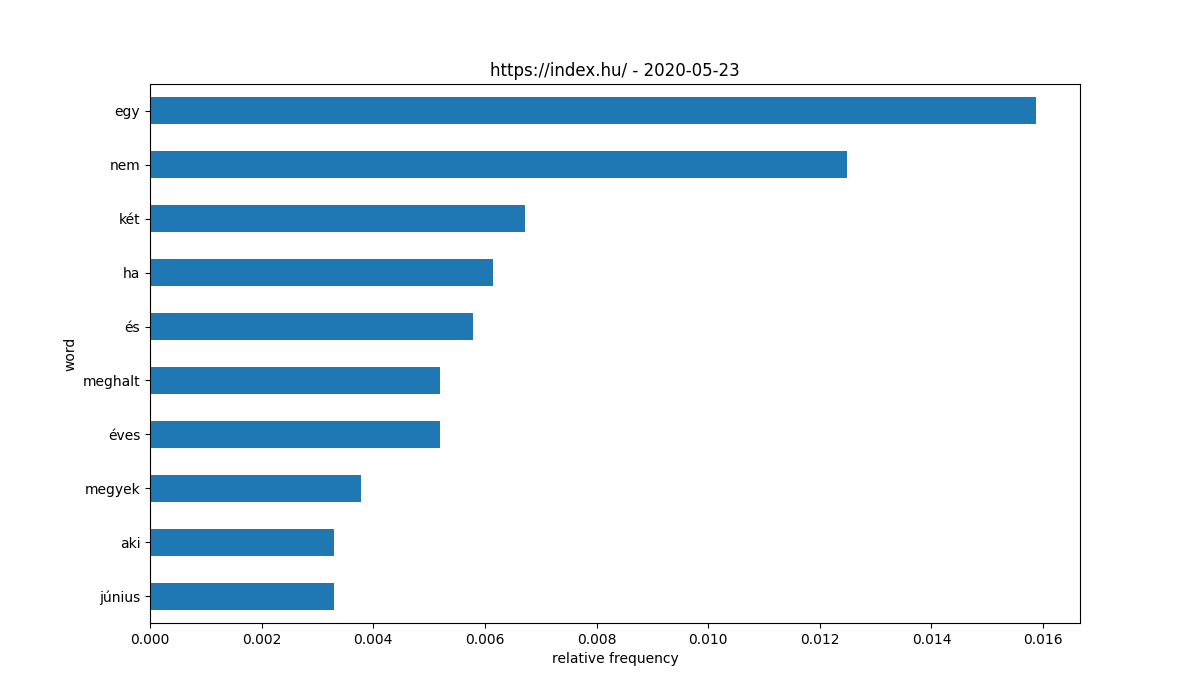 https://index.hu/ - 2020-05-23
egy
nem
két
ha
és
meghalt
éves
megyek
aki
június
word
0.000 0.002 0.004 0.006 0.008 0.010 0.012 0.014 0.016
relative frequency